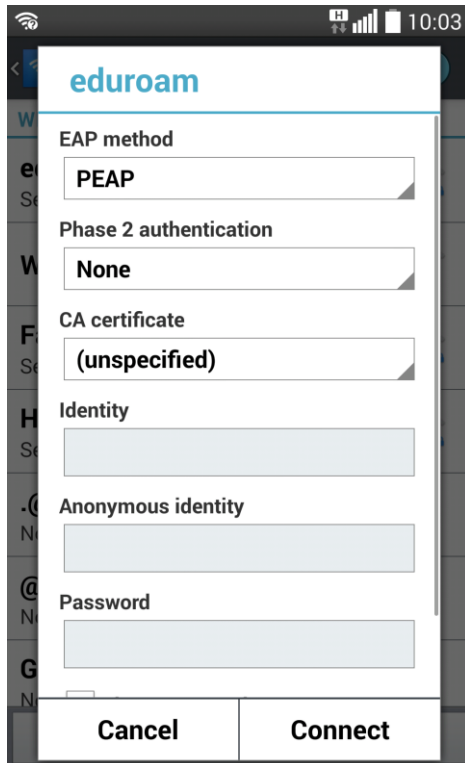 H 10:03
eduroam
EAP method
PEAP
Phase 2 authentication
None
CA certificate
(unspecified)
Identity
Anonymous identity
Password
Cancel Connect